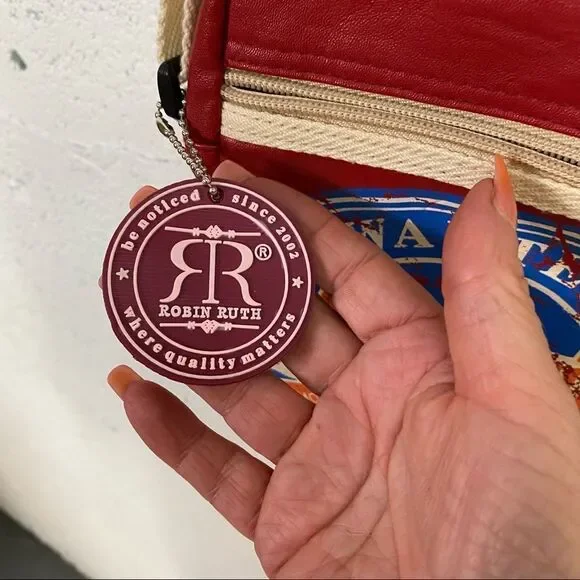 be noticed ★ since 2002
RR®
ROBIN RUTH
where quality matters